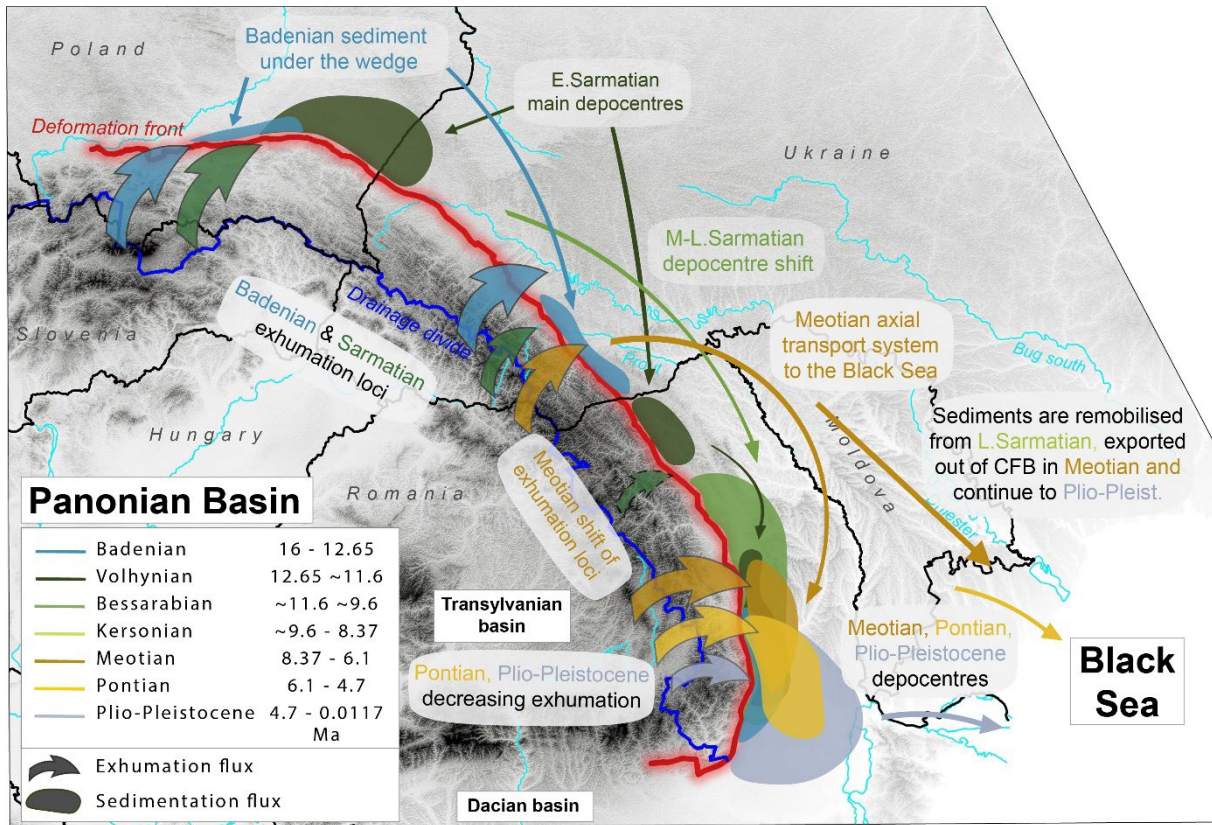 Poland
Badenian sediment
under the wedge
E.Sarmatian
main depocentres
Deformation front
Ukraine
M-L.Sarmatian
depocentre shift
Slovenia
Badenian & Sarmatian
exhumation loci
Drainage divide
Prout
Meotian axial
transport system
to the Black Sea
Bug south
Hungary
Romania
Moldova
Meotian shift of
exhumation loci
Sediments are remobilised
from L.Sarmatian, exported
out of CFB in Meotian and
continue to Plio-Pleist.
Panonian Basin
Badenian 16 - 12.65
Volhynian 12.65 ~11.6
Bessarabian ~11.6 ~9.6
Kersonian ~9.6 - 8.37
Meotian 8.37 - 6.1
Pontian 6.1 - 4.7
Plio-Pleistocene 4.7 - 0.0117
Ma
Exhumation flux
Sedimentation flux
Transylvanian
basin
Pontian, Plio-Pleistocene
decreasing exhumation
Meotian, Pontian,
Plio-Pleistocene
depocentres
Black
Sea
Dacian basin